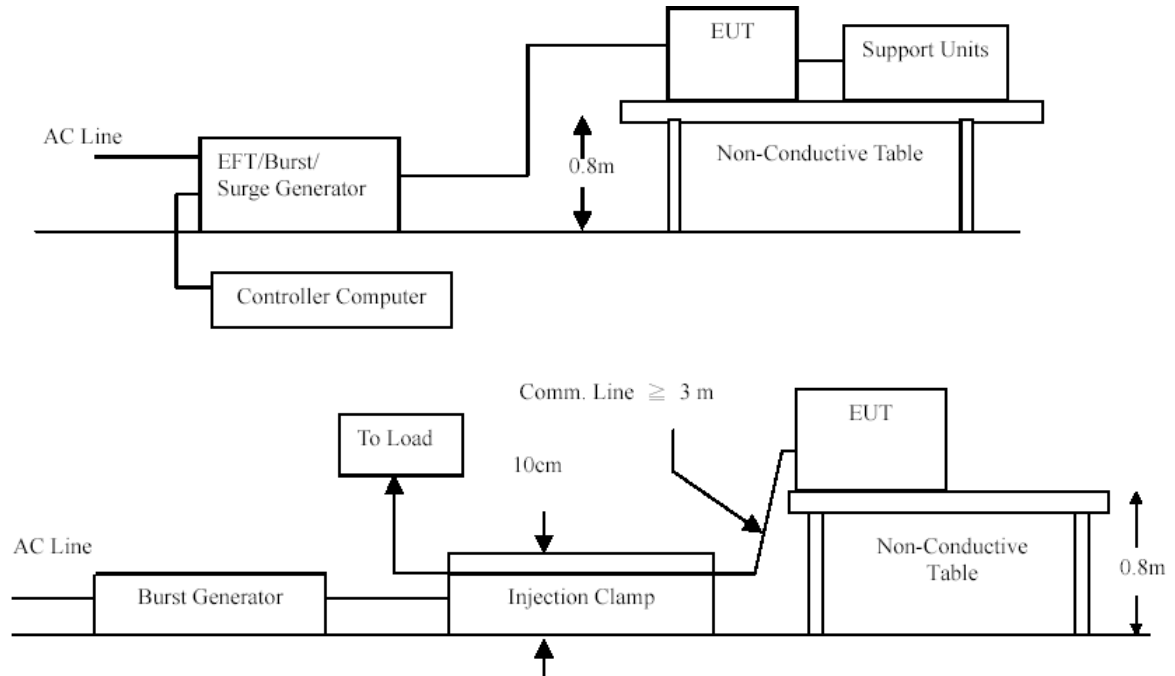 EUT
Support Units
AC Line
EFT/Burst/
Surge Generator
0.8m
Non-Conductive Table
Controller Computer
Comm. Line ≧ 3 m
EUT
To Load
10cm
AC Line
Burst Generator
Injection Clamp
Non-Conductive
Table
0.8m